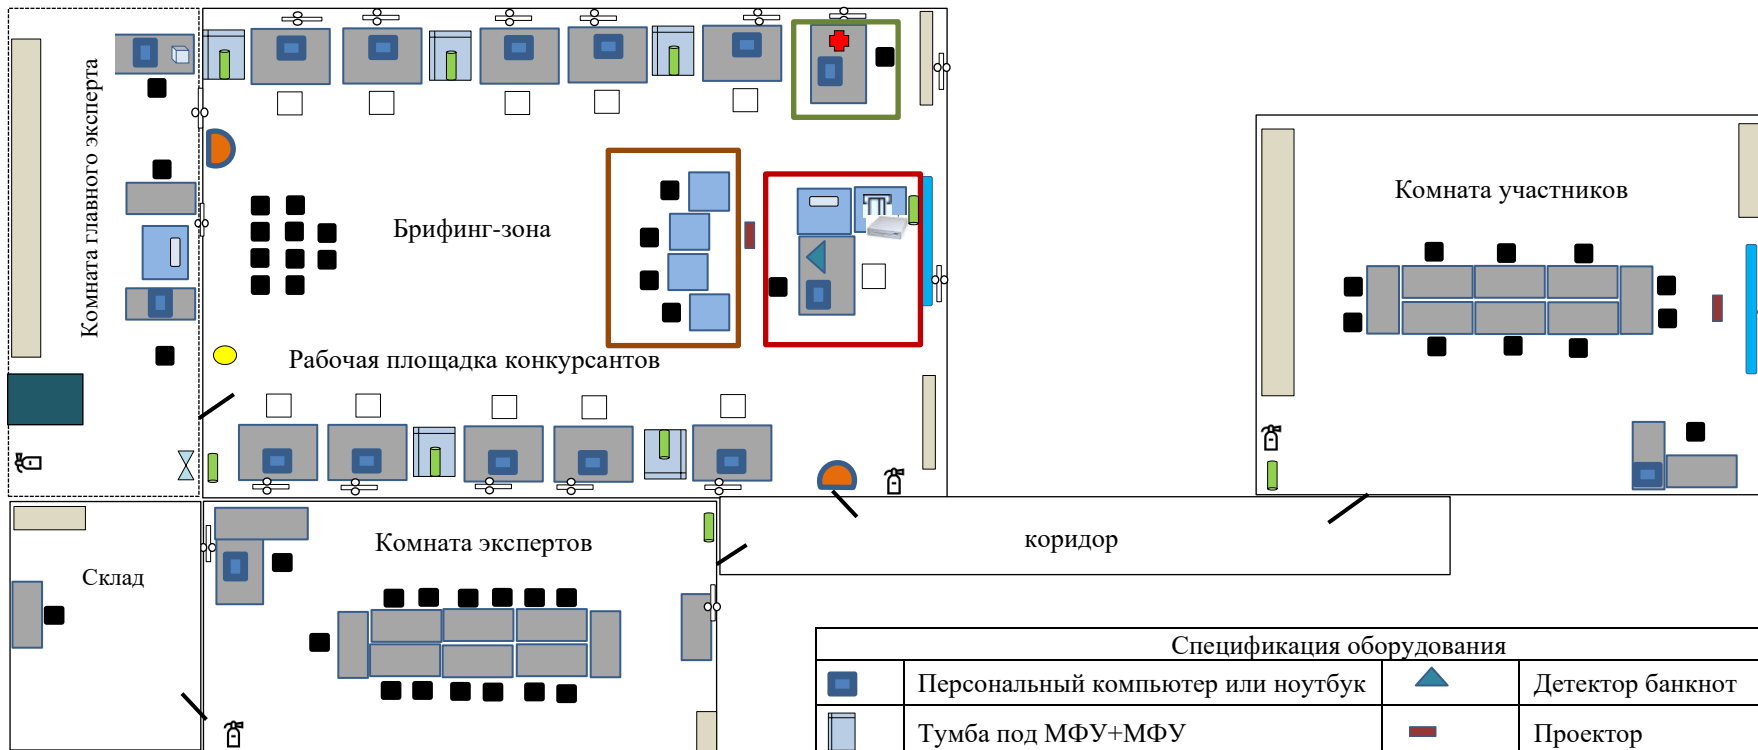 Комната главного эксперта
Брифинг-зона
Рабочая площадка конкурсантов
Комната участников
Склад
Комната экспертов
коридор
Спецификация оборудования
Персональный компьютер или ноутбук
Детектор банкнот
Тумба под МФУ+МФУ
Проектор